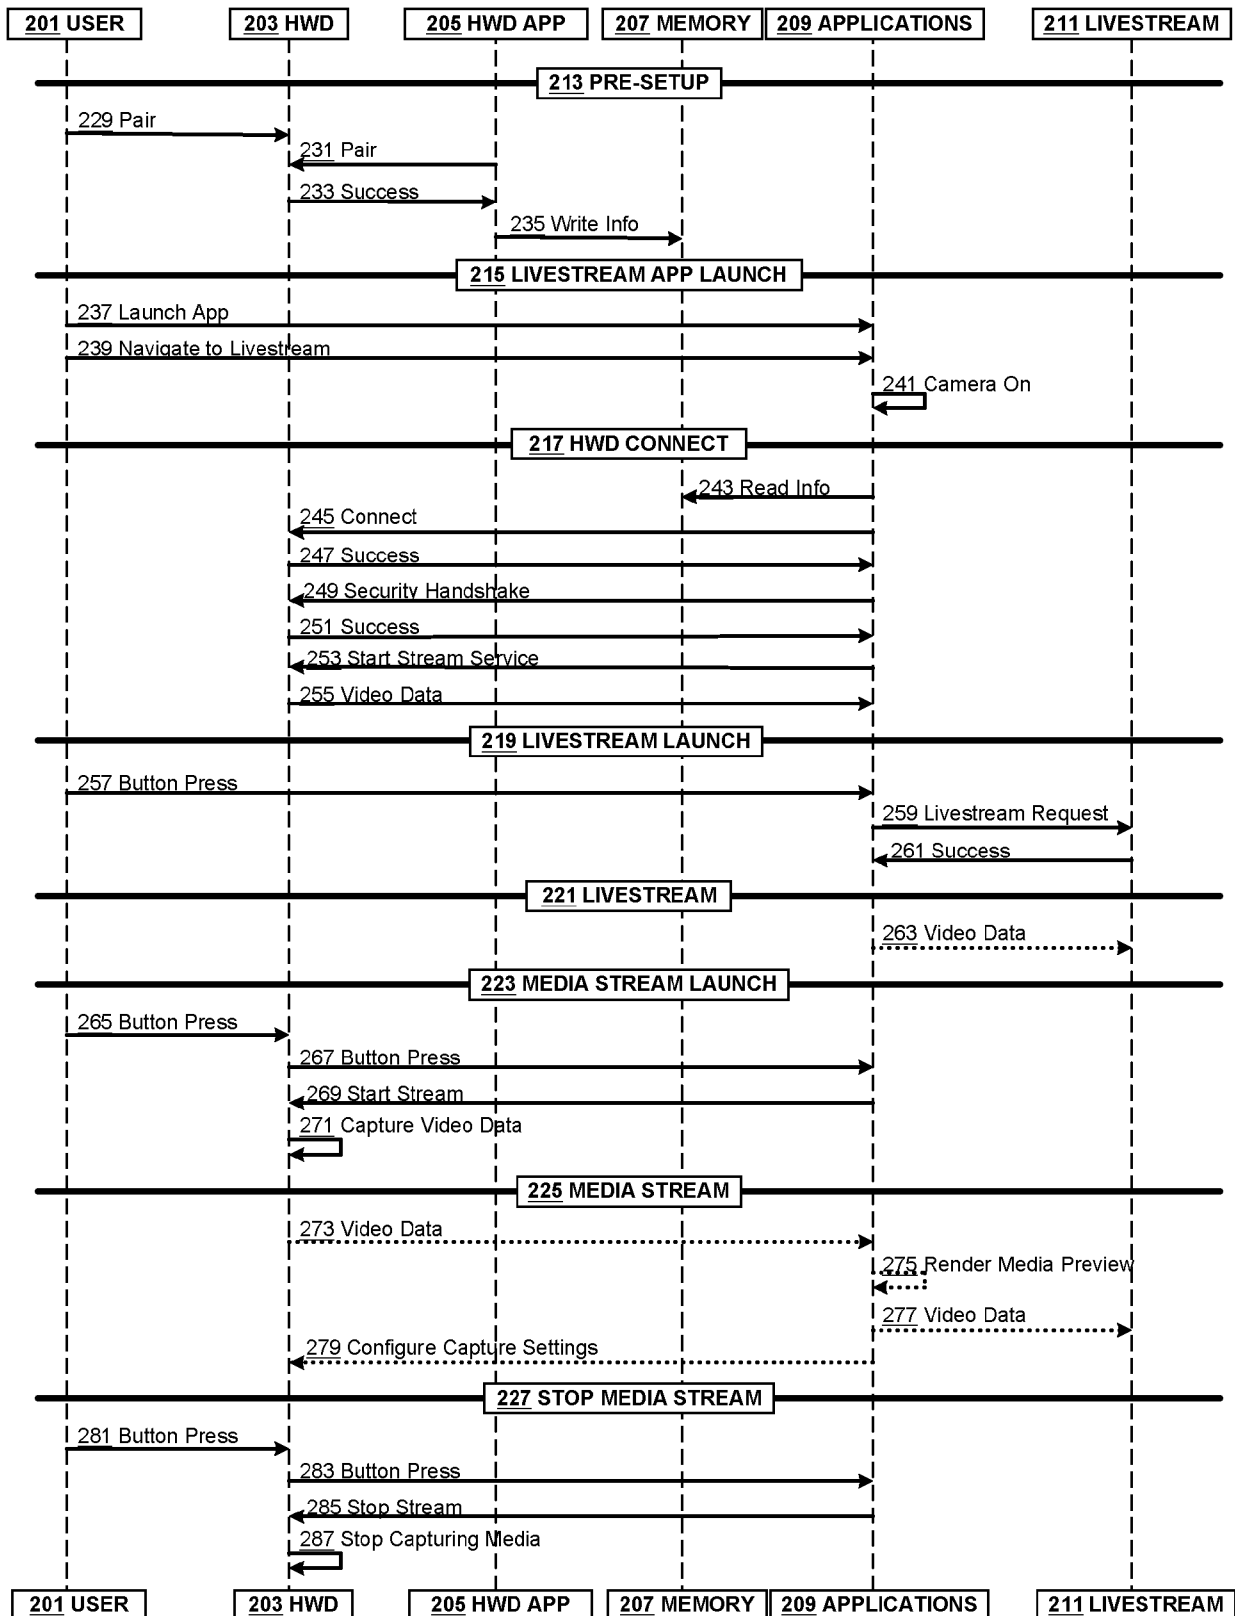 201 USER
203 HWD
205 HWD APP
207 MEMORY
209 APPLICATIONS
211 LIVESTREAM
213 PRE-SETUP
229 Pair
231 Pair
233 Success
235 Write Info
215 LIVESTREAM APP LAUNCH
237 Launch App
239 Navigate to Livestream
241 Camera On
217 HWD CONNECT
243 Read Info
245 Connect
247 Success
249 Security Handshake
251 Success
253 Start Stream Service
255 Video Data
219 LIVESTREAM LAUNCH
257 Button Press
259 Livestream Request
261 Success
221 LIVESTREAM
263 Video Data
223 MEDIA STREAM LAUNCH
265 Button Press
267 Button Press
269 Start Stream
271 Capture Video Data
225 MEDIA STREAM
273 Video Data
275 Render Media Preview
277 Video Data
279 Configure Capture Settings
227 STOP MEDIA STREAM
281 Button Press
283 Button Press
285 Stop Stream
287 Stop Capturing Media
201 USER
203 HWD
205 HWD APP
207 MEMORY
209 APPLICATIONS
211 LIVESTREAM